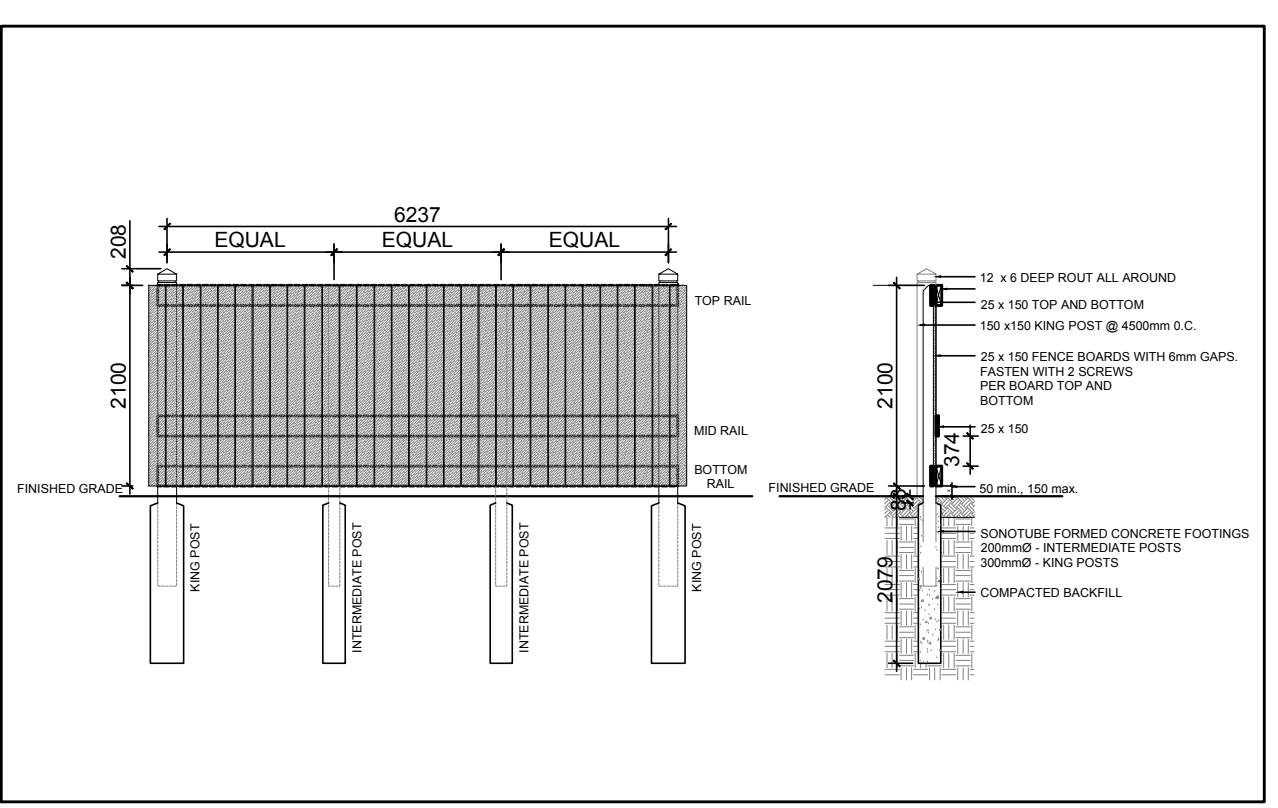 6237
EQUAL EQUAL EQUAL
208
2100
TOP RAIL
MID RAIL
BOTTOM
RAIL
FINISHED GRADE
KING POST
INTERMEDIATE POST
INTERMEDIATE POST
KING POST
12 x 6 DEEP ROUT ALL AROUND
25 x 150 TOP AND BOTTOM
150 x150 KING POST @ 4500mm 0.C.
25 x 150 FENCE BOARDS WITH 6mm GAPS.
FASTEN WITH 2 SCREWS
PER BOARD TOP AND
BOTTOM
2100
25 x 150
374
FINISHED GRADE
50 min., 150 max.
SONOTUBE FORMED CONCRETE FOOTINGS
200mmØ - INTERMEDIATE POSTS
300mmØ - KING POSTS
2079
COMPACTED BACKFILL